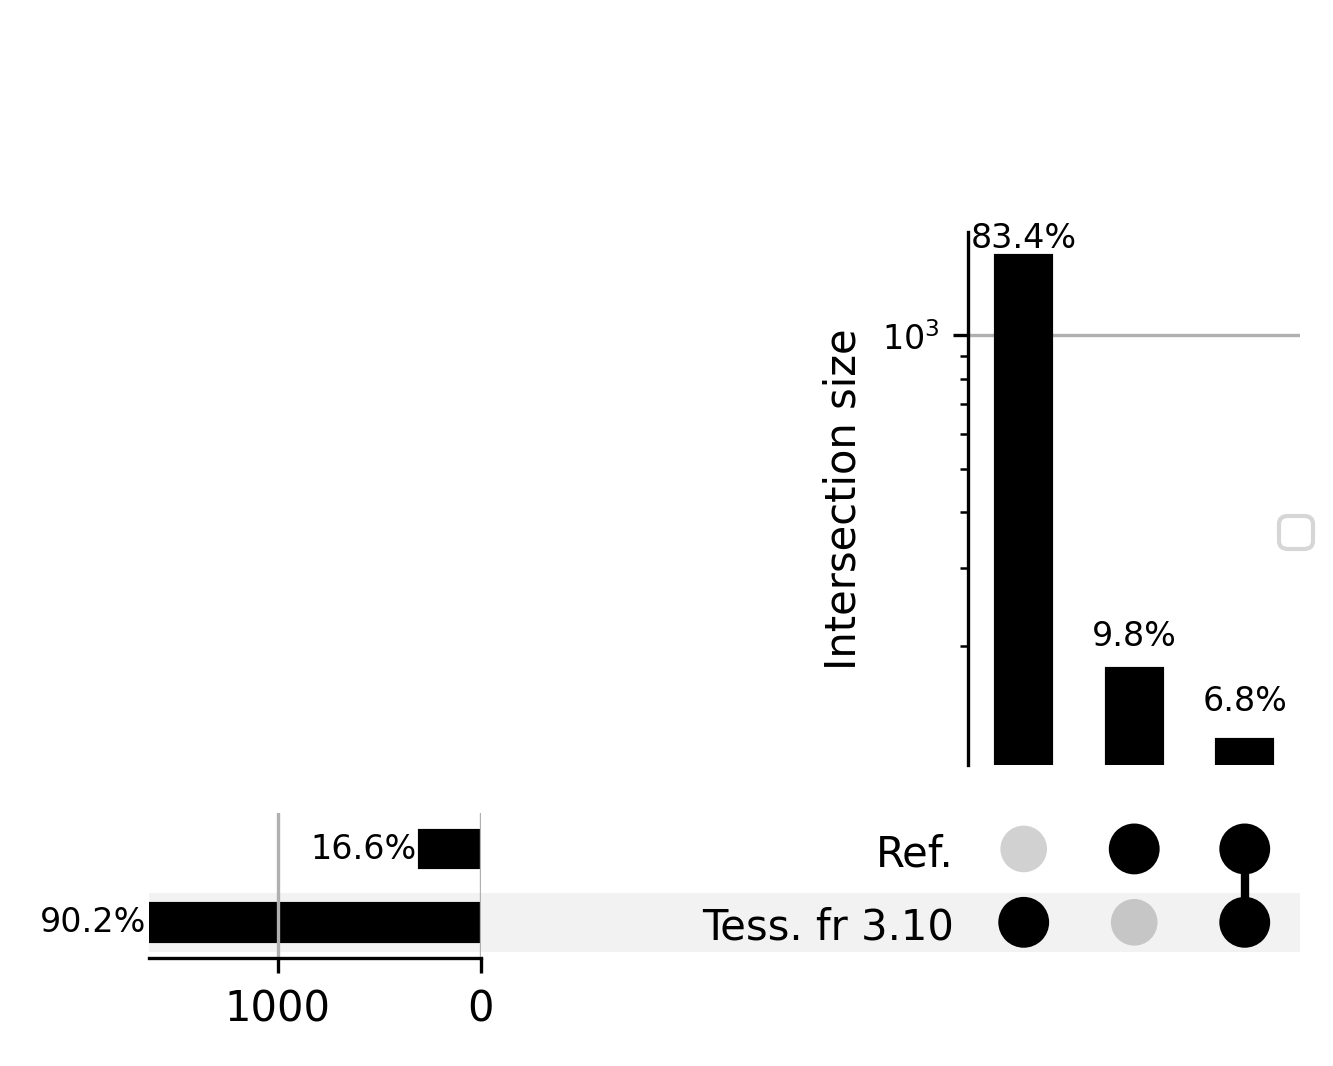 83.4%
10³
Intersection size
9.8%
6.8%
16.6%
Ref.
90.2%
Tess. fr 3.10
1000
0